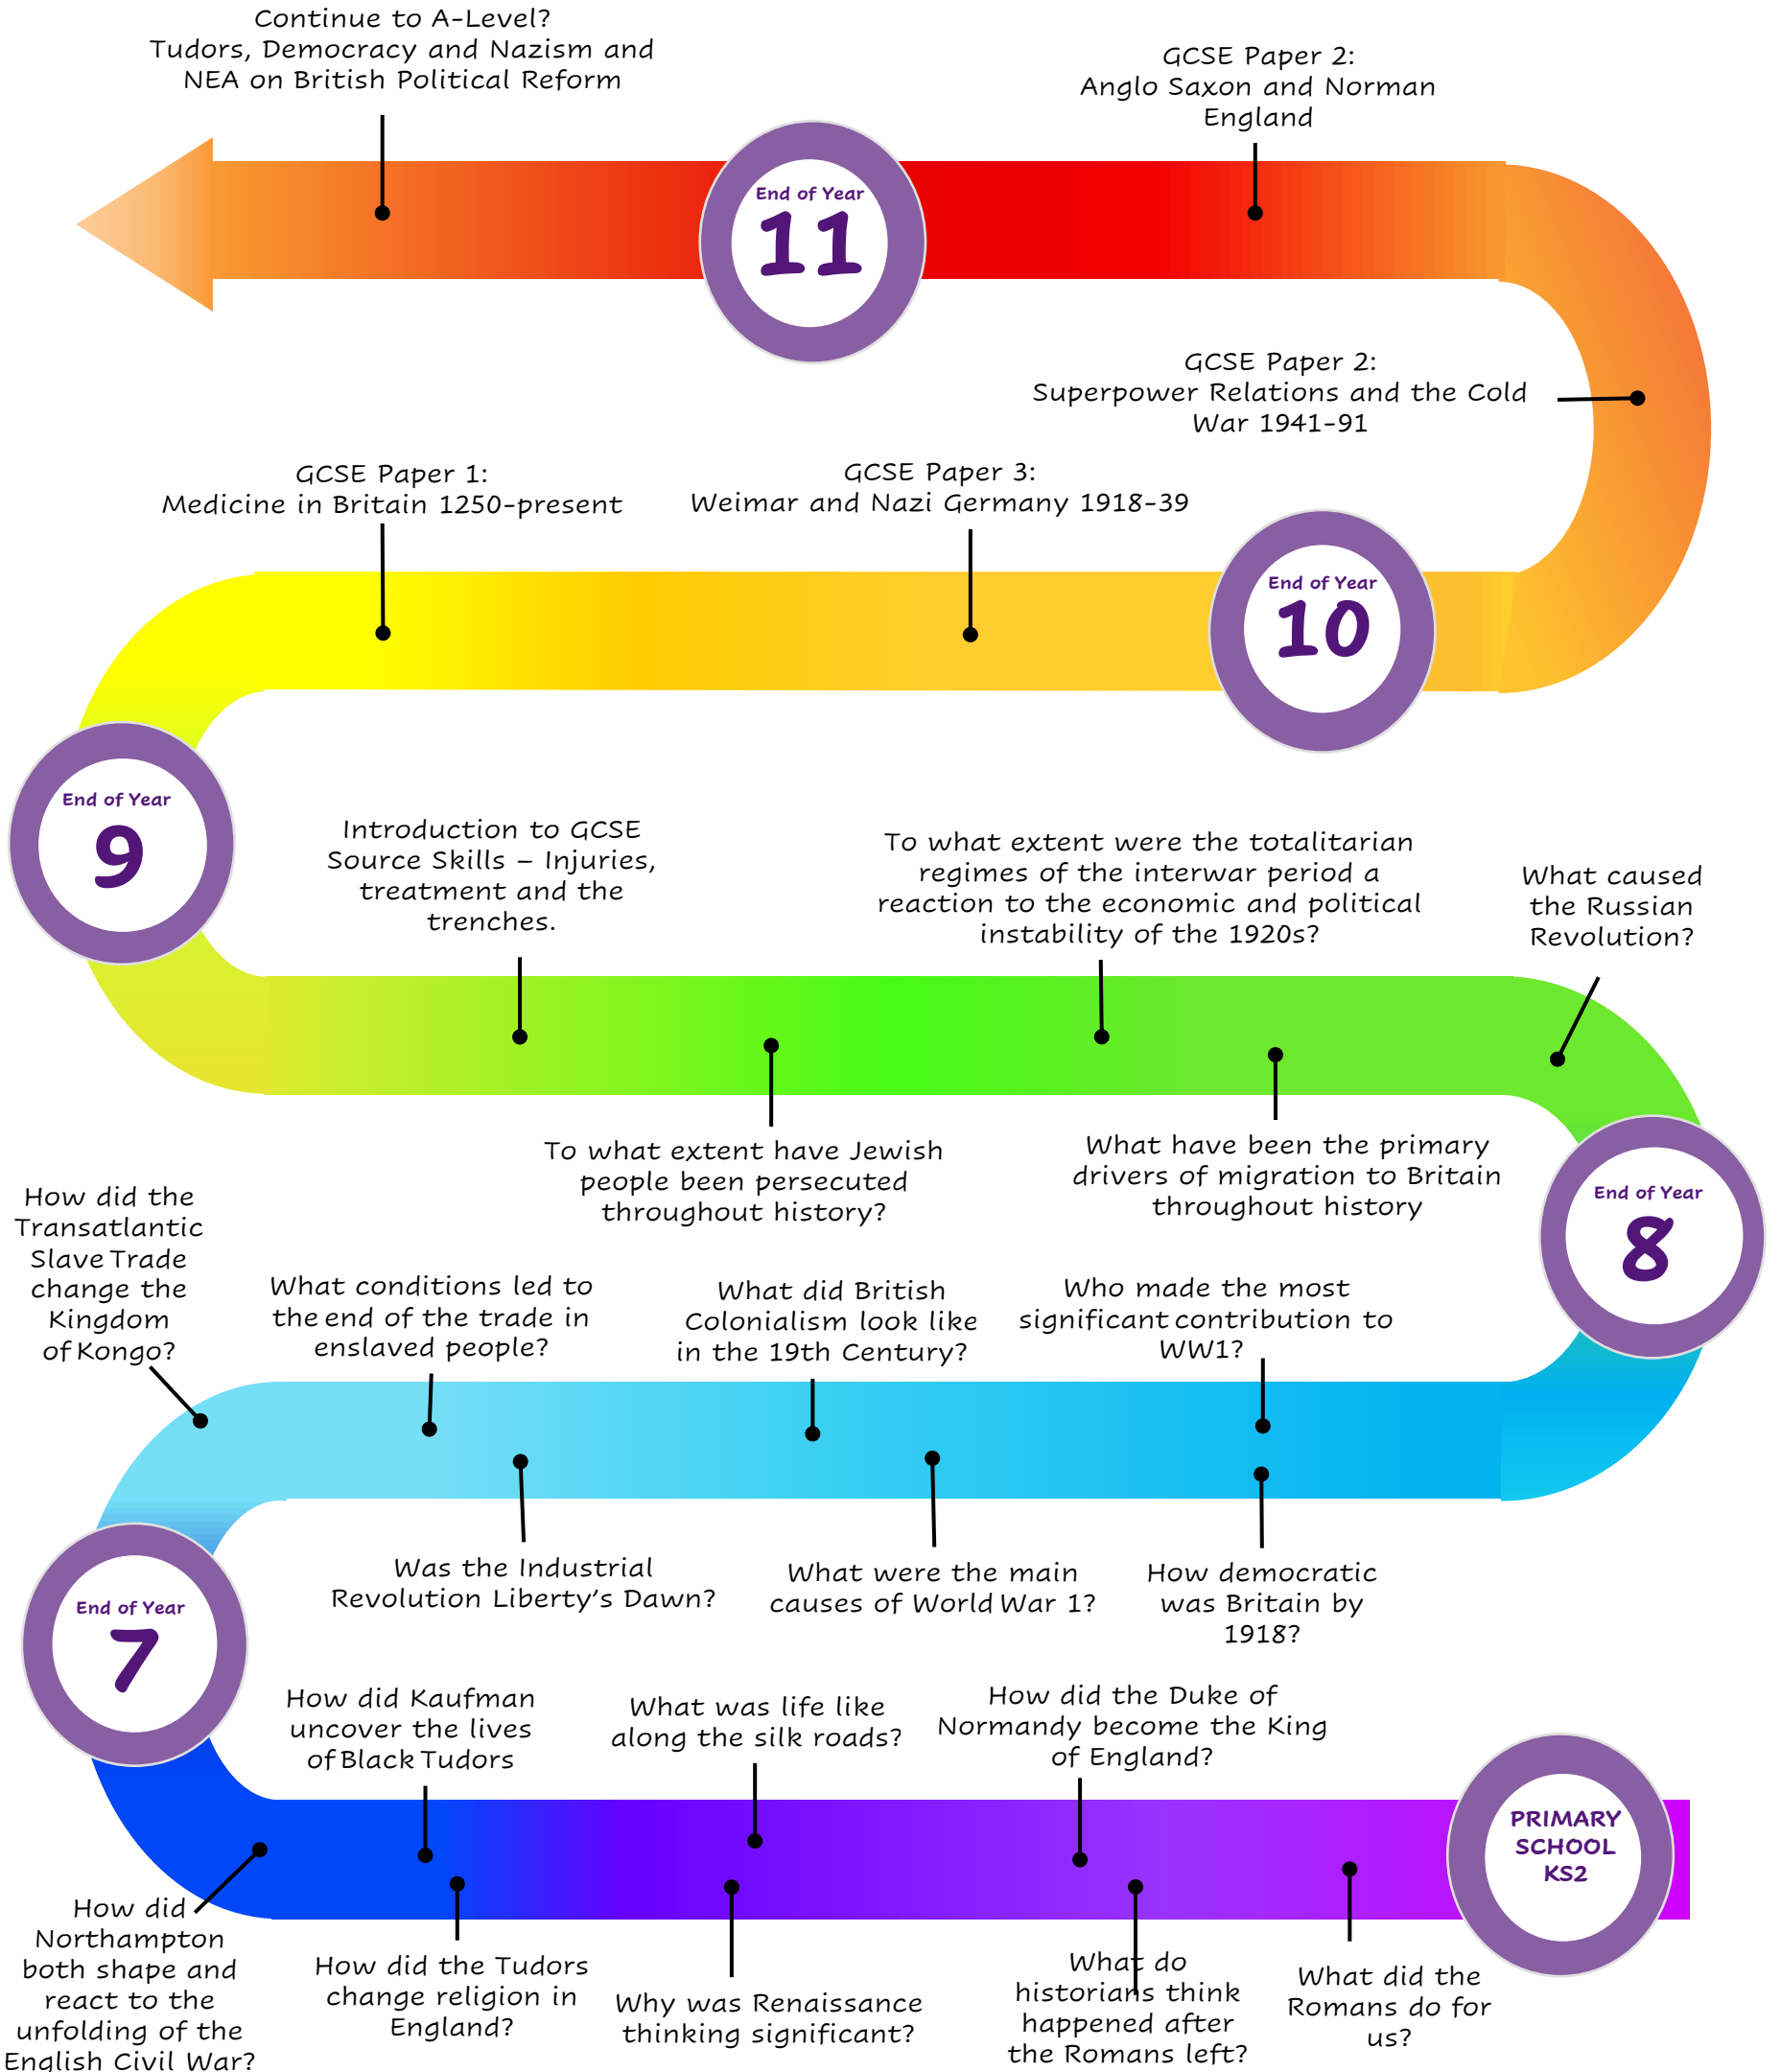 Continue to A-Level?
Tudors, Democracy and Nazism and
NEA on British Political Reform
GCSE Paper 2:
Anglo Saxon and Norman
England
End of Year
11
GCSE Paper 2:
Superpower Relations and the Cold
War 1941-91
GCSE Paper 1:
Medicine in Britain 1250-present
GCSE Paper 3:
Weimar and Nazi Germany 1918-39
End of Year
10
End of Year
9
Introduction to GCSE
Source Skills – Injuries,
treatment and the
trenches.
To what extent were the totalitarian
regimes of the interwar period a
reaction to the economic and political
instability of the 1920s?
What caused
the Russian
Revolution?
To what extent have Jewish
people been persecuted
throughout history?
What have been the primary
drivers of migration to Britain
throughout history
End of Year
8
How did the
Transatlantic
Slave Trade
change the
Kingdom
of Kongo?
What conditions led to
the end of the trade in
enslaved people?
What did British
Colonialism look like
in the 19th Century?
Who made the most
significant contribution to
WW1?
Was the Industrial
Revolution Liberty's Dawn?
What were the main
causes of World War 1?
How democratic
was Britain by
1918?
End of Year
7
How did Kaufman
uncover the lives
of Black Tudors
What was life like
along the silk roads?
How did the Duke of
Normandy become the King
of England?
PRIMARY
SCHOOL
KS2
How did
Northampton
both shape and
react to the
unfolding of the
English Civil War?
How did the Tudors
change religion in
England?
Why was Renaissance
thinking significant?
What do
historians think
happened after
the Romans left?
What did the
Romans do for
us?